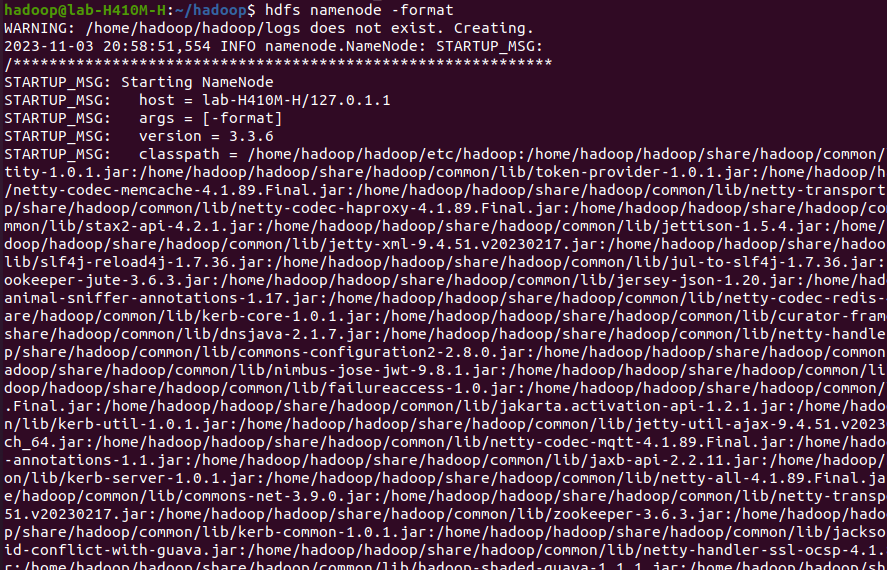 hadoop@lab-H410M-H:~/hadoop$ hdfs namenode -format
WARNING: /home/hadoop/hadoop/logs does not exist. Creating.
2023-11-03 20:58:51,554 INFO namenode.NameNode: STARTUP_MSG:
/************************************************************
STARTUP_MSG: Starting NameNode
STARTUP_MSG:   host = lab-H410M-H/127.0.1.1
STARTUP_MSG:   args = [-format]
STARTUP_MSG:   version = 3.3.6
STARTUP_MSG:   classpath = /home/hadoop/hadoop/etc/hadoop:/home/hadoop/hadoop/share/hadoop/common/
tity-1.0.1.jar:/home/hadoop/hadoop/share/hadoop/common/lib/token-provider-1.0.1.jar:/home/hadoop/h
/netty-codec-memcache-4.1.89.Final.jar:/home/hadoop/hadoop/share/hadoop/common/lib/netty-transport
p/share/hadoop/common/lib/netty-codec-haproxy-4.1.89.Final.jar:/home/hadoop/hadoop/share/hadoop/co
mmon/lib/stax2-api-4.2.1.jar:/home/hadoop/hadoop/share/hadoop/common/lib/jettison-1.5.4.jar:/home/
doop/hadoop/share/hadoop/common/lib/jetty-xml-9.4.51.v20230217.jar:/home/hadoop/hadoop/share/hadoo
lib/slf4j-reload4j-1.7.36.jar:/home/hadoop/hadoop/share/hadoop/common/lib/jul-to-slf4j-1.7.36.jar:
ookeeper-jute-3.6.3.jar:/home/hadoop/hadoop/share/hadoop/common/lib/jersey-json-1.20.jar:/home/had
animal-sniffer-annotations-1.17.jar:/home/hadoop/hadoop/share/hadoop/common/lib/netty-codec-redis-
are/hadoop/common/lib/kerb-core-1.0.1.jar:/home/hadoop/hadoop/share/hadoop/common/lib/curator-fram
share/hadoop/common/lib/dnsjava-2.1.7.jar:/home/hadoop/hadoop/share/hadoop/common/lib/netty-handle
p/share/hadoop/common/lib/commons-configuration2-2.8.0.jar:/home/hadoop/hadoop/share/hadoop/common
adoop/share/hadoop/common/lib/nimbus-jose-jwt-9.8.1.jar:/home/hadoop/hadoop/share/hadoop/common/li
doop/hadoop/share/hadoop/common/lib/failureaccess-1.0.jar:/home/hadoop/hadoop/share/hadoop/common/
.Final.jar:/home/hadoop/hadoop/share/hadoop/common/lib/jakarta.activation-api-1.2.1.jar:/home/hado
n/lib/kerb-util-1.0.1.jar:/home/hadoop/hadoop/share/hadoop/common/lib/jetty-util-ajax-9.4.51.v2023
ch_64.jar:/home/hadoop/hadoop/share/hadoop/common/lib/netty-codec-mqtt-4.1.89.Final.jar:/home/hado
-annotations-1.1.jar:/home/hadoop/hadoop/share/hadoop/common/lib/jaxb-api-2.2.11.jar:/home/hadoop/
on/lib/kerb-server-1.0.1.jar:/home/hadoop/hadoop/share/hadoop/common/lib/netty-all-4.1.89.Final.ja
e/hadoop/common/lib/commons-net-3.9.0.jar:/home/hadoop/hadoop/share/hadoop/common/lib/netty-transp
51.v20230217.jar:/home/hadoop/hadoop/share/hadoop/common/lib/zookeeper-3.6.3.jar:/home/hadoop/hado
p/share/hadoop/common/lib/kerb-common-1.0.1.jar:/home/hadoop/hadoop/share/hadoop/common/lib/jackso
id-conflict-with-guava.jar:/home/hadoop/hadoop/share/hadoop/common/lib/netty-handler-ssl-ocsp-4.1.
r:/home/hadoop/hadoop/share/hadoop/common/lib/hadoop-shaded-guava-1.1.1.jar:/home/hadoop/hadoop/sh